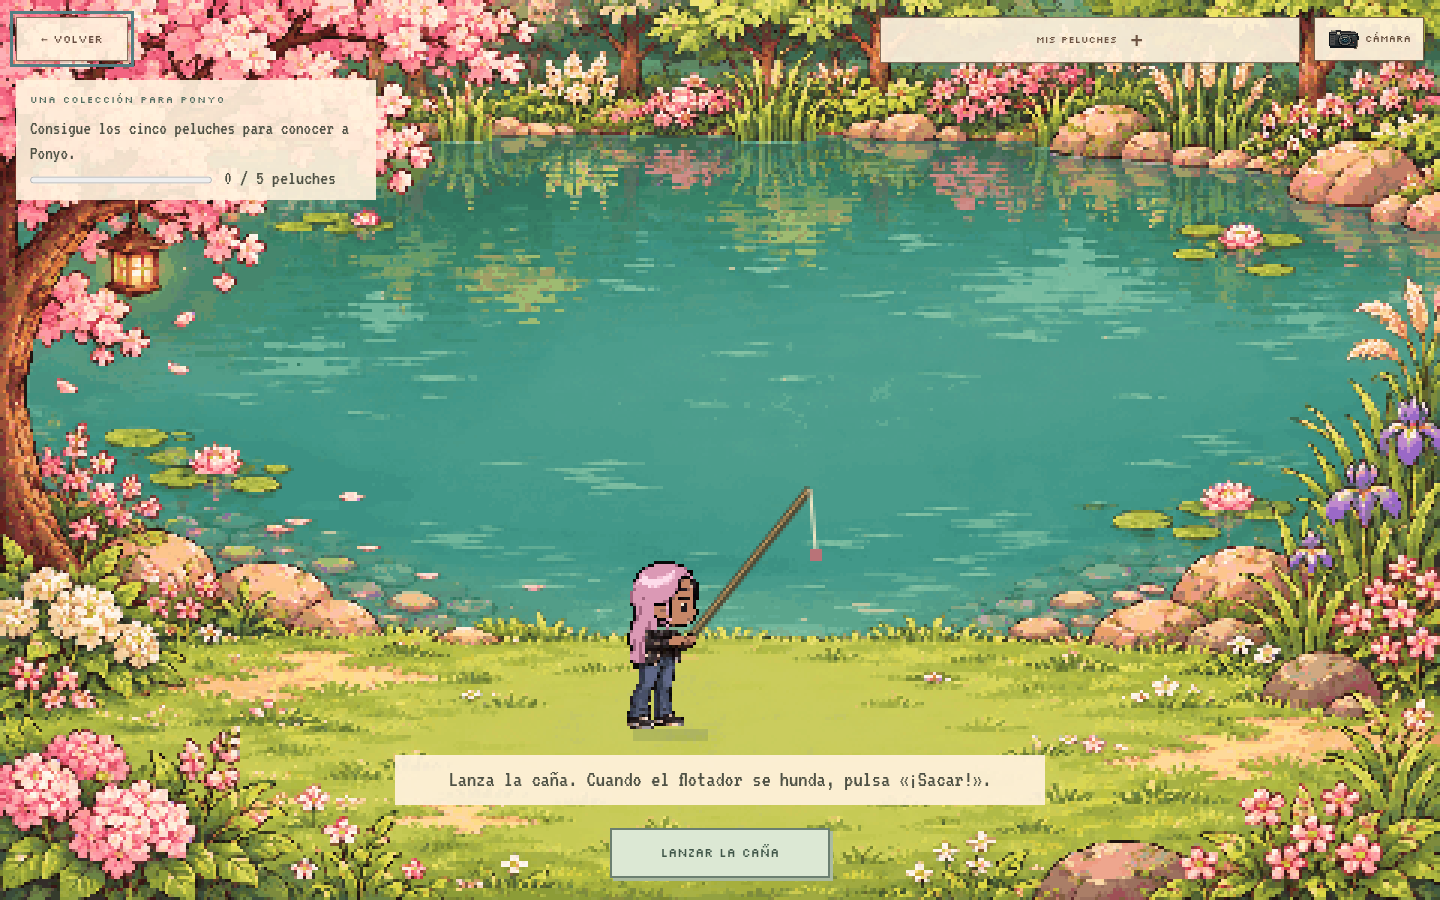 ← VOLVER
MIS PELUCHES +
CÁMARA
UNA COLECCIÓN PARA PONYO
Consigue los cinco peluches para conocer a
Ponyo.
0 / 5 peluches
Lanza la caña. Cuando el flotador se hunda, pulsa «¡Sacar!».
LANZAR LA CAÑA